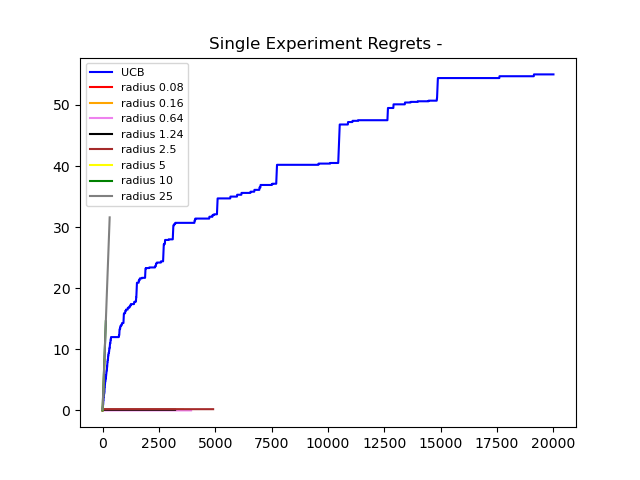 Single Experiment Regrets -
UCB
radius 0.08
radius 0.16
radius 0.64
radius 1.24
radius 2.5
radius 5
radius 10
radius 25
50
40
30
20
10
0
0 2500 5000 7500 10000 12500 15000 17500 20000